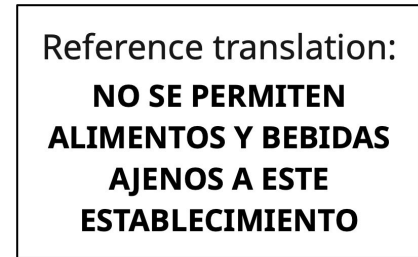 Reference translation:
NO SE PERMITEN
ALIMENTOS Y BEBIDAS
AJENOS A ESTE
ESTABLECIMIENTO